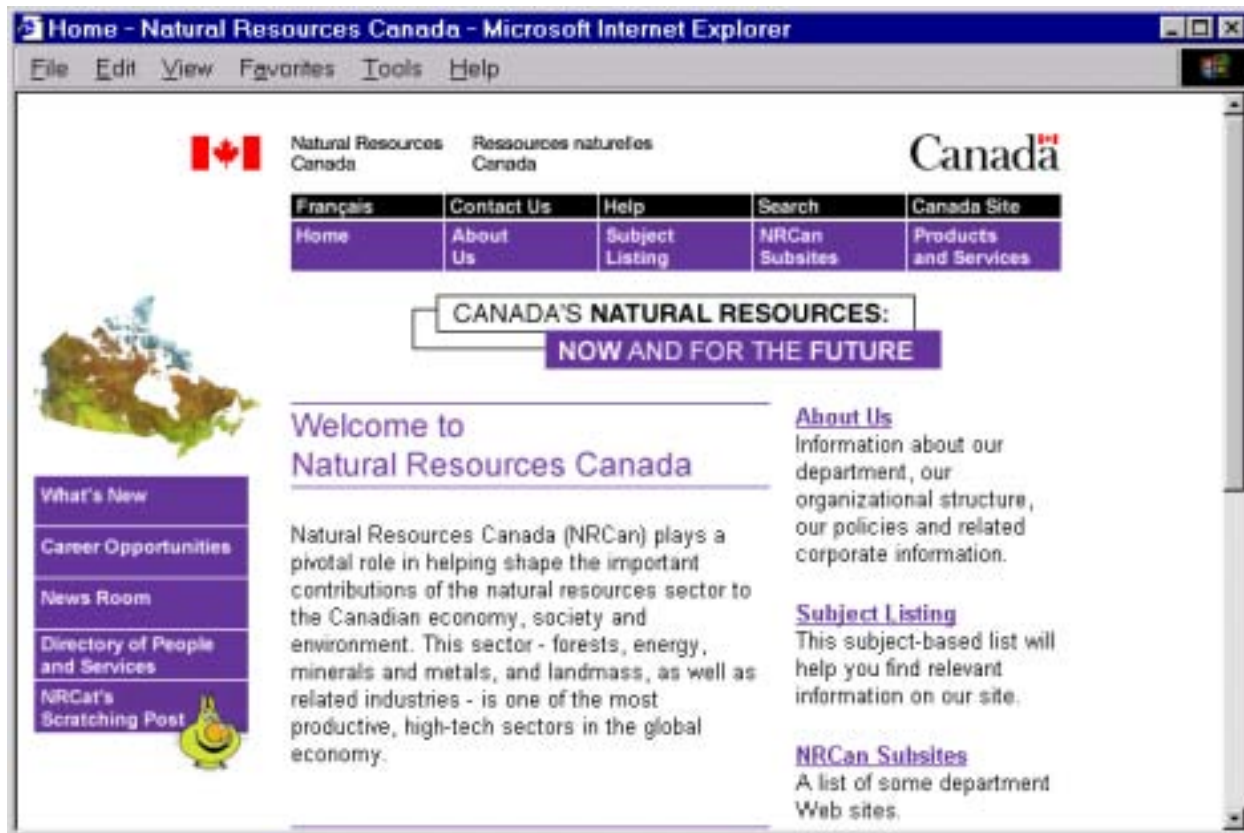 Home - Natural Resources Canada - Microsoft Internet Explorer
File Edit View Favorites Tools Help
Natural Resources Canada
Ressources naturelles Canada
Canada
Français Contact Us Help Search Canada Site
Home About Us Subject Listing NRCan Subsites Products and Services
CANADA'S NATURAL RESOURCES:
NOW AND FOR THE FUTURE
What's New
Career Opportunities
News Room
Directory of People
and Services
NRCat's
Scratching Post
Welcome to
Natural Resources Canada
Natural Resources Canada (NRCan) plays a
pivotal role in helping shape the important
contributions of the natural resources sector to
the Canadian economy, society and
environment. This sector - forests, energy,
minerals and metals, and landmass, as well as
related industries - is one of the most
productive, high-tech sectors in the global
economy.
About Us
Information about our
department, our
organizational structure,
our policies and related
corporate information.
Subject Listing
This subject-based list will
help you find relevant
information on our site.
NRCan Subsites
A list of some department
Web sites.